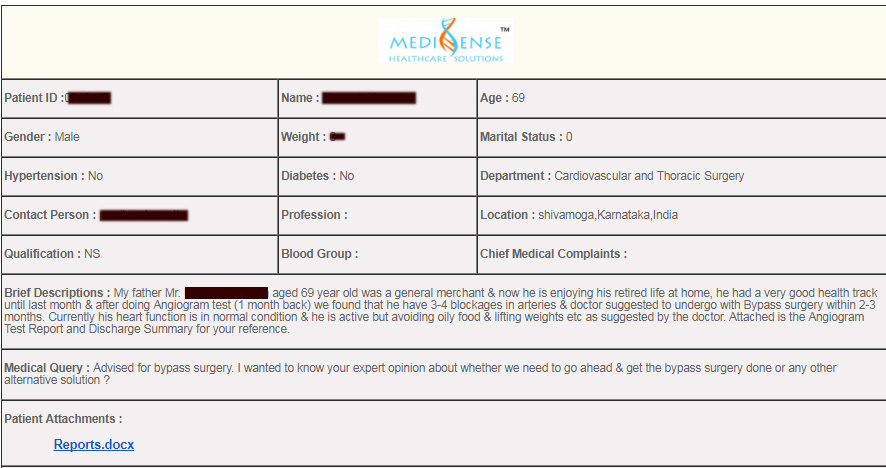 MEDISENSE™
HEALTHCARE SOLUTIONS
Patient ID :
Name :
Age : 69
Gender : Male
Weight :
Marital Status : 0
Hypertension : No
Diabetes : No
Department : Cardiovascular and Thoracic Surgery
Contact Person :
Profession :
Location : shivamoga,Karnataka,India
Qualification : NS
Blood Group :
Chief Medical Complaints :
Brief Descriptions : My father Mr. aged 69 year old was a general merchant & now he is enjoying his retired life at home, he had a very good health track
until last month & after doing Angiogram test (1 month back) we found that he have 3-4 blockages in arteries & doctor suggested to undergo with Bypass surgery within 2-3
months. Currently his heart function is in normal condition & he is active but avoiding oily food & lifting weights etc as suggested by the doctor. Attached is the Angiogram
Test Report and Discharge Summary for your reference.
Medical Query : Advised for bypass surgery. I wanted to know your expert opinion about whether we need to go ahead & get the bypass surgery done or any other
alternative solution ?
Patient Attachments :
Reports.docx